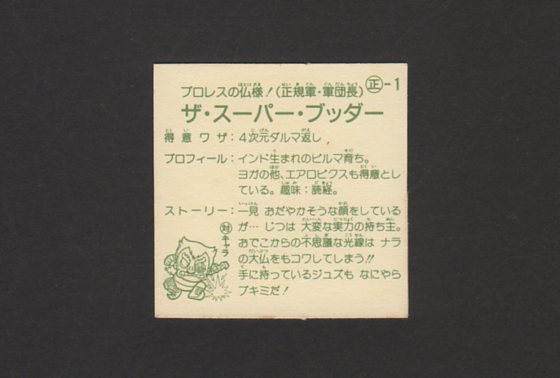 プロレスの仏様！（正規軍・軍団長） 正-1
ザ・スーパー・ブッダー
得意ワザ：4次元ダルマ返し
プロフィール：インド生まれのビルマ育ち。
ヨガの他、エアロビクスも得意とし
ている。趣味：読経。
ストーリー：一見 おだやかそうな顔をしている
が… じつは 大変な実力の持ち主。
おでこからの不思議な光線は ナラ
の大仏をもコワしてしまう!!
手に持っているジュズも なにやら
ブキミだ！
対キャラ